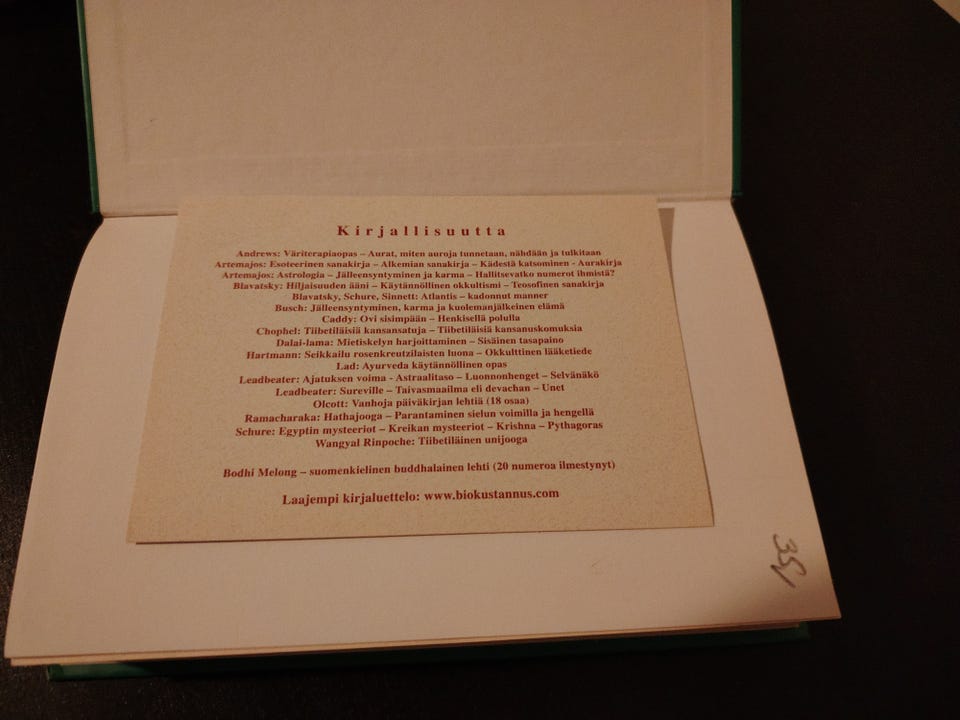 Kirjallisuutta
Andrews: Väriterapiaopas – Aurat, miten auroja tunnetaan, nähdään ja tulkitaan
Artemajos: Esoteerinen sanakirja – Alkemian sanakirja – Kädestä katsominen - Aurakirja
Artemajos: Astrologia – Jälleensyntyminen ja karma – Hallitsevatko numerot ihmistä?
Blavatsky: Hiljaisuuden ääni – Käytännöllinen okkultismi – Teosofinen sanakirja
Blavatsky, Schure, Sinnett: Atlantis – kadonnut manner
Busch: Jälleensyntyminen, karma ja kuolemanjälkeinen elämä
Caddy: Ovi sisimpään – Henkisellä polulla
Chophel: Tiibetiläisiä kansansatuja – Tiibetiläisiä kansanuskomuksia
Dalai-lama: Mietiskelyn harjoittaminen – Sisäinen tasapaino
Hartmann: Seikkailu rosenkreutziläisten luona – Okkulttinen lääketiede
Lad: Ayurveda käytännöllinen opas
Leadbeater: Ajatuksen voima - Astraalitaso – Luonnonhenget – Selvänäkö
Leadbeater: Sureville – Taivasmaailma eli devachan – Unet
Olcott: Vanhoja päiväkirjan lehtiä (18 osaa)
Ramacharaka: Hathajooga – Parantaminen sielun voimilla ja hengellä
Schure: Egyptin mysteeriot – Kreikan mysteeriot – Krishna – Pythagoras
Wangyal Rinpoche: Tiibetiläinen unijooga
Bodhi Melong – suomenkielinen buddhalainen lehti (20 numeroa ilmestynyt)
Laajempi kirjaluettelo: www.biokustannus.com